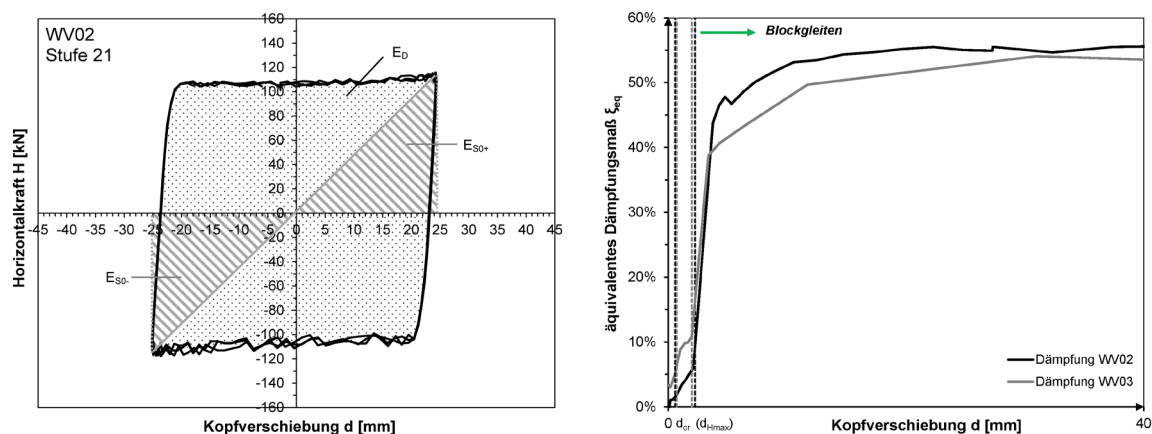 WV02
Stufe 21
160
140
120
100
80
60
40
20
0
-20
-40
-60
-80
-100
-120
-140
-160
-45 -40 -35 -30 -25 -20 -15 -10 -5 0 5 10 15 20 25 30 35 40 45
E_D
E_S0+
E_S0-
Horizontalkraft H [kN]
Kopfverschiebung d [mm]
60%
50%
40%
30%
20%
10%
0%
äquivalentes Dämpfungsmaß ξ_eq
Blockgleiten
Dämpfung WV02
Dämpfung WV03
0 d_cr (d_Hmax) 40
Kopfverschiebung d [mm]